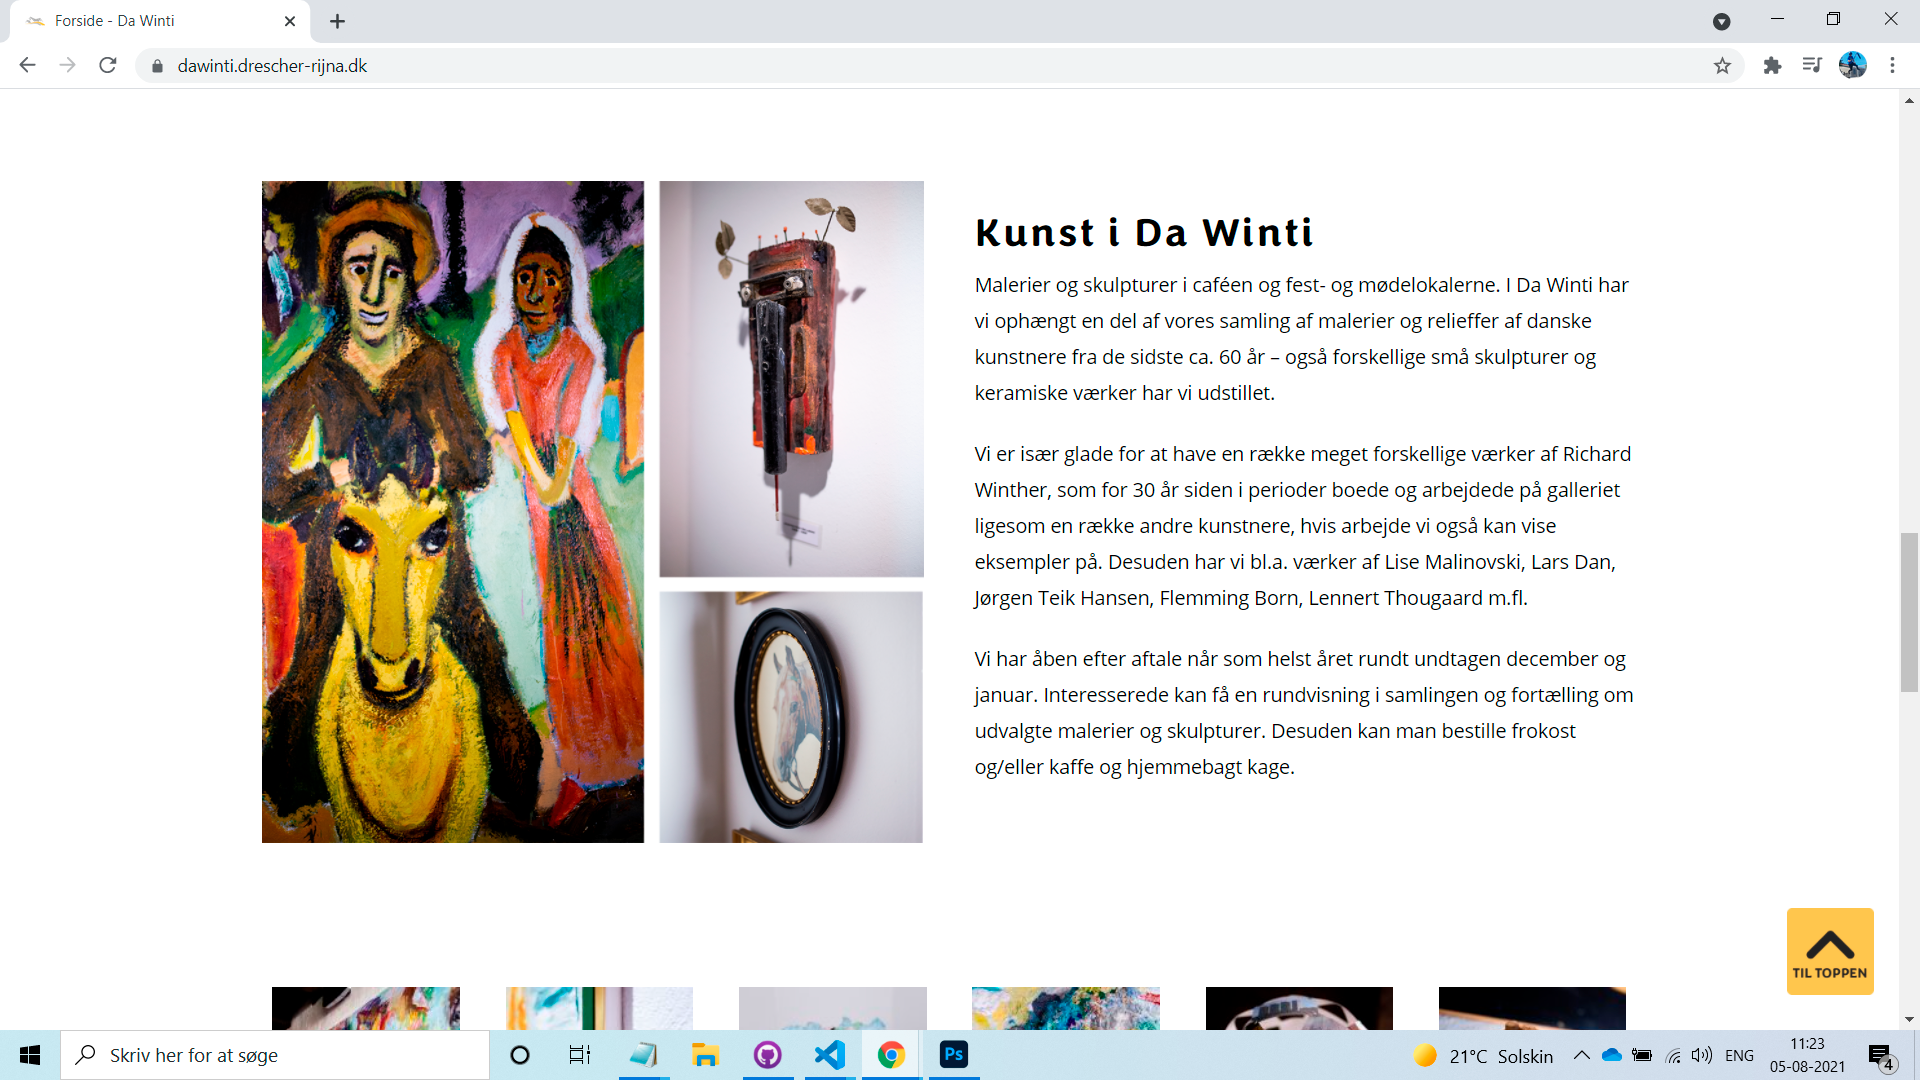 Forside - Da Winti
dawinti.drescher-rijna.dk
Kunst i Da Winti
Malerier og skulpturer i caféen og fest- og mødelokalerne. I Da Winti har
vi ophængt en del af vores samling af malerier og relieffer af danske
kunstnere fra de sidste ca. 60 år – også forskellige små skulpturer og
keramiske værker har vi udstillet.
Vi er især glade for at have en række meget forskellige værker af Richard
Winther, som for 30 år siden i perioder boede og arbejdede på galleriet
ligesom en række andre kunstnere, hvis arbejde vi også kan vise
eksempler på. Desuden har vi bl.a. værker af Lise Malinovski, Lars Dan,
Jørgen Teik Hansen, Flemming Born, Lennert Thougaard m.fl.
Vi har åben efter aftale når som helst året rundt undtagen december og
januar. Interesserede kan få en rundvisning i samlingen og fortælling om
udvalgte malerier og skulpturer. Desuden kan man bestille frokost
og/eller kaffe og hjemmebagt kage.
TIL TOPPEN
Skriv her for at søge
Ps
21°C Solskin
ENG
11:23
05-08-2021
4